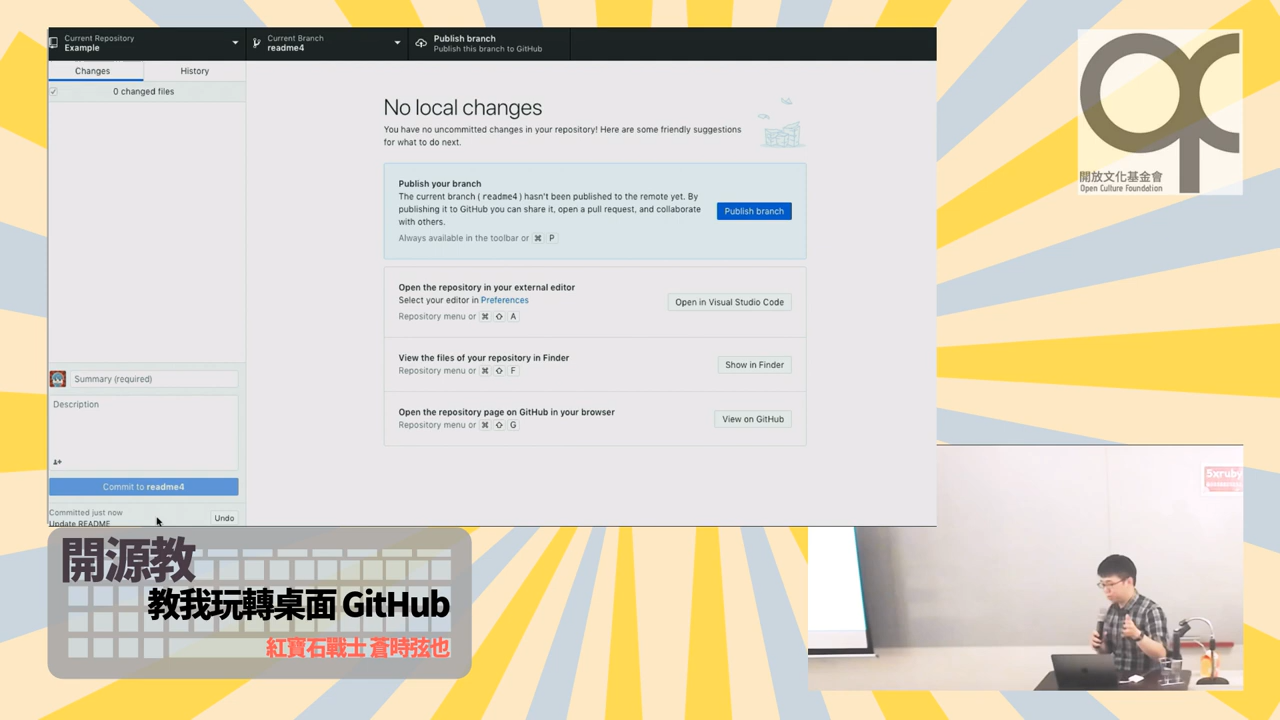 Current Repository
Example
Current Branch
readme4
Publish branch
Publish this branch to GitHub
Changes
History
0 changed files
No local changes
You have no uncommitted changes in your repository! Here are some friendly suggestions
for what to do next.
Publish your branch
The current branch ( readme4 ) hasn't been published to the remote yet. By
publishing it to GitHub you can share it, open a pull request, and collaborate
with others.
Always available in the toolbar or ⌘ P
Publish branch
Open the repository in your external editor
Select your editor in Preferences
Repository menu or ⌘ ⇧ A
Open in Visual Studio Code
View the files of your repository in Finder
Repository menu or ⌘ ⇧ F
Show in Finder
Open the repository page on GitHub in your browser
Repository menu or ⌘ ⇧ G
View on GitHub
Summary (required)
Description
Commit to readme4
Committed just now
Update README
Undo
開放文化基金會
Open Culture Foundation
5xruby
開源教
教我玩轉桌面 GitHub
紅寶石戰士 蒼時弦也